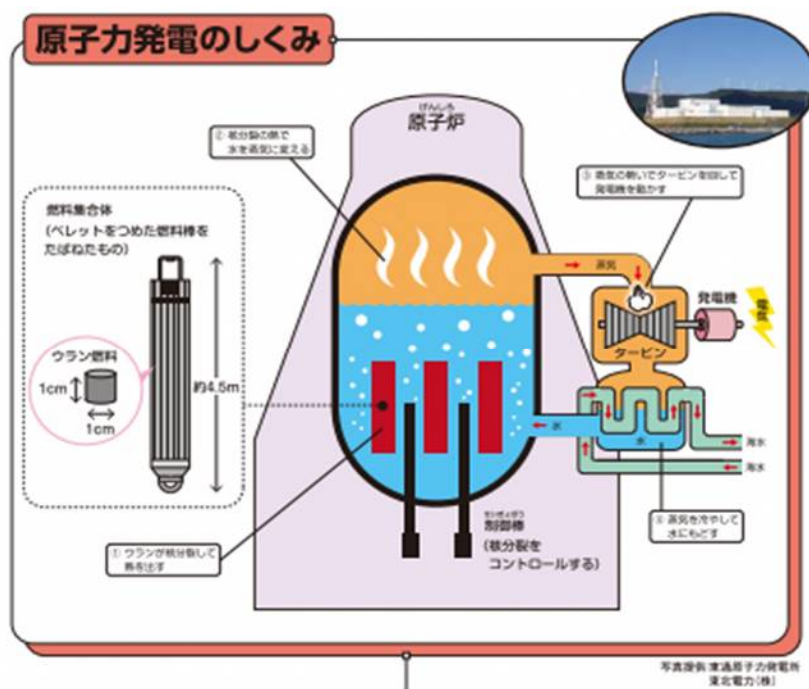 原子力発電のしくみ
げんしろ
原子炉
② 核分裂の熱で
水を蒸気に変える
③ 蒸気の勢いでタービンを回して
発電機を動かす
燃料集合体
(ペレットをつめた燃料棒を
たばねたもの)
ウラン燃料
1cm
1cm
約4.5m
蒸気
発電機
電気
タービン
水
水
海水
海水
① ウランが核分裂して
熱を出す
せいぎょぼう
制御棒
(核分裂を
コントロールする)
④ 蒸気を冷やして
水にもどす
写真提供:東通原子力発電所
東北電力(株)